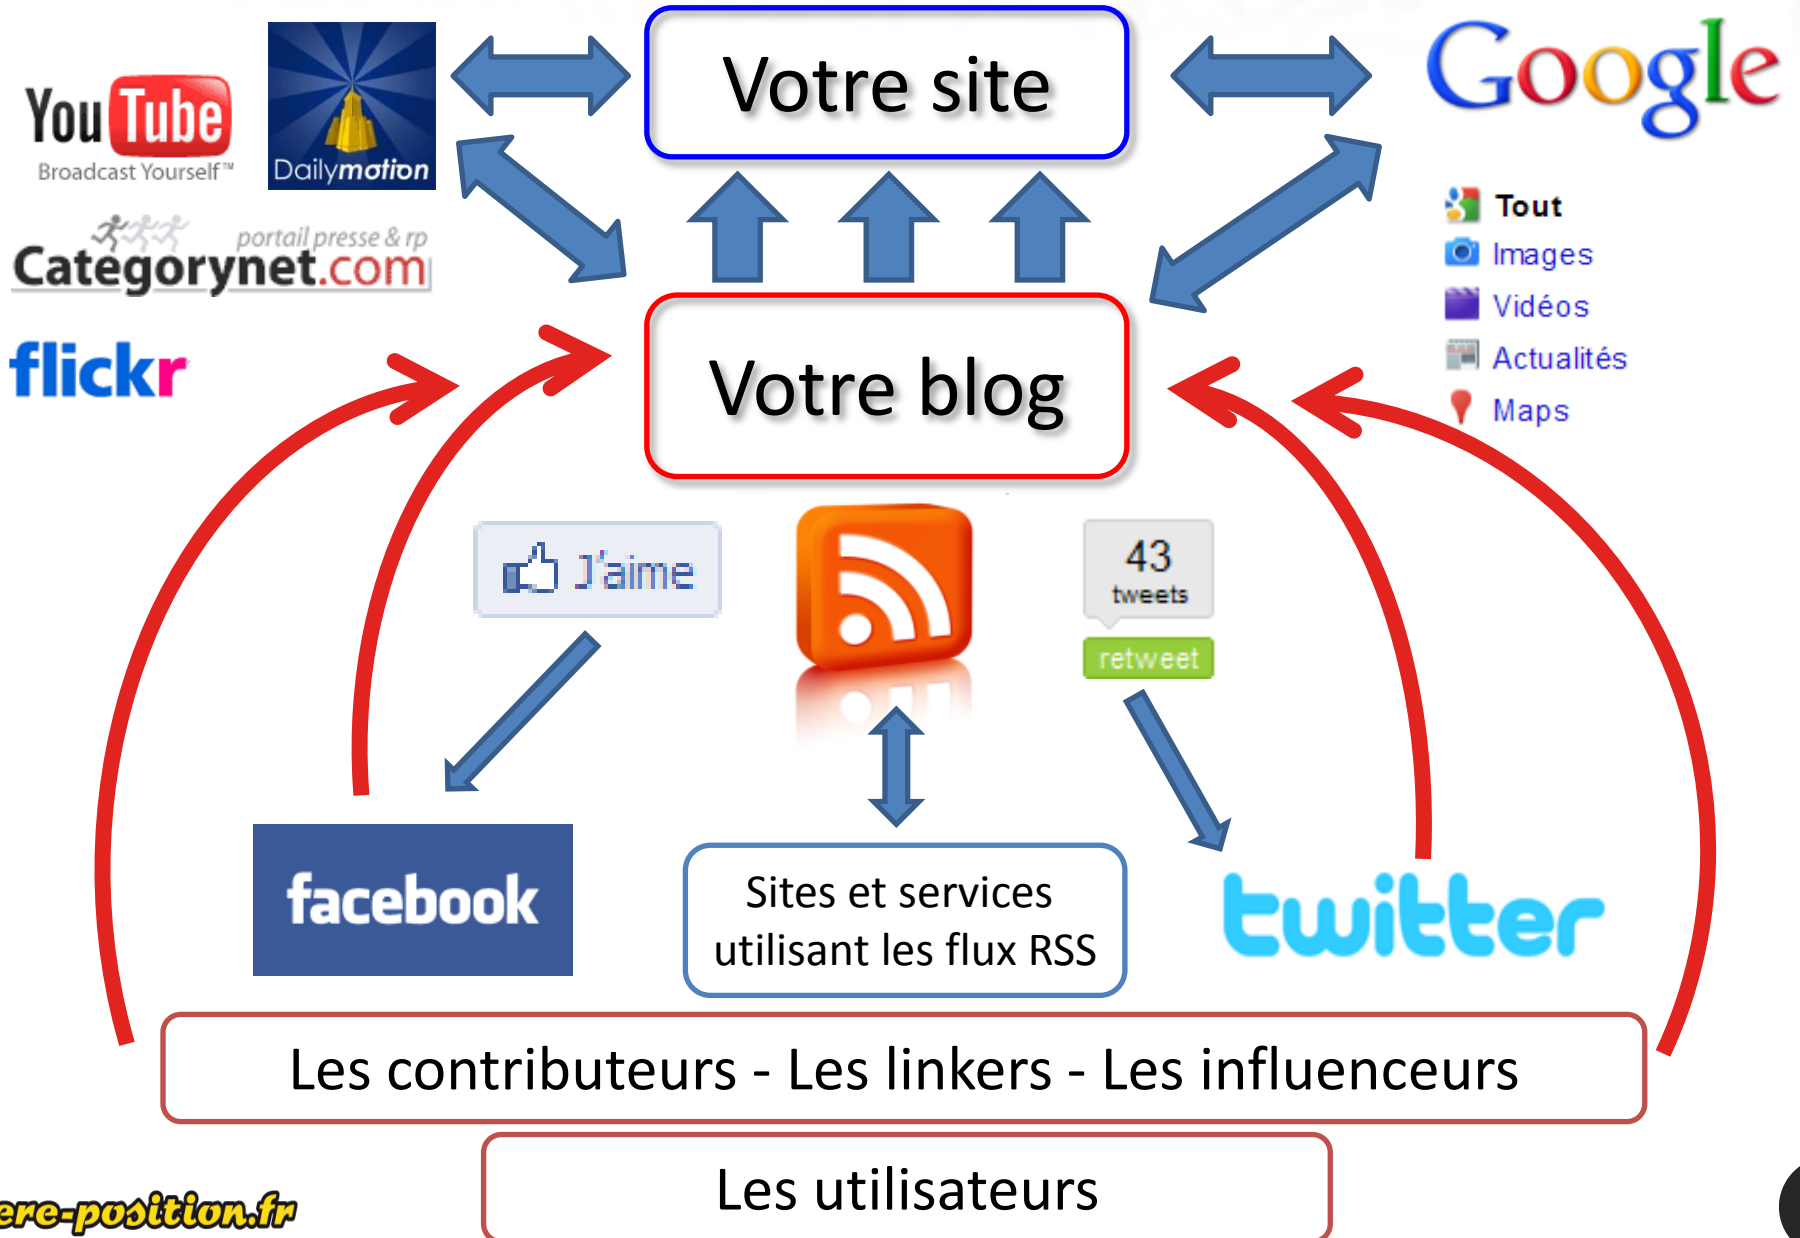 Votre site
Google
You Tube
Broadcast Yourself™
Dailymotion
portail presse & rp
Categorynet.com
flickr
Tout
Images
Vidéos
Actualités
Maps
Votre blog
J'aime
43
tweets
retweet
facebook
Sites et services
utilisant les flux RSS
twitter
Les contributeurs - Les linkers - Les influenceurs
Les utilisateurs
ere-position.fr